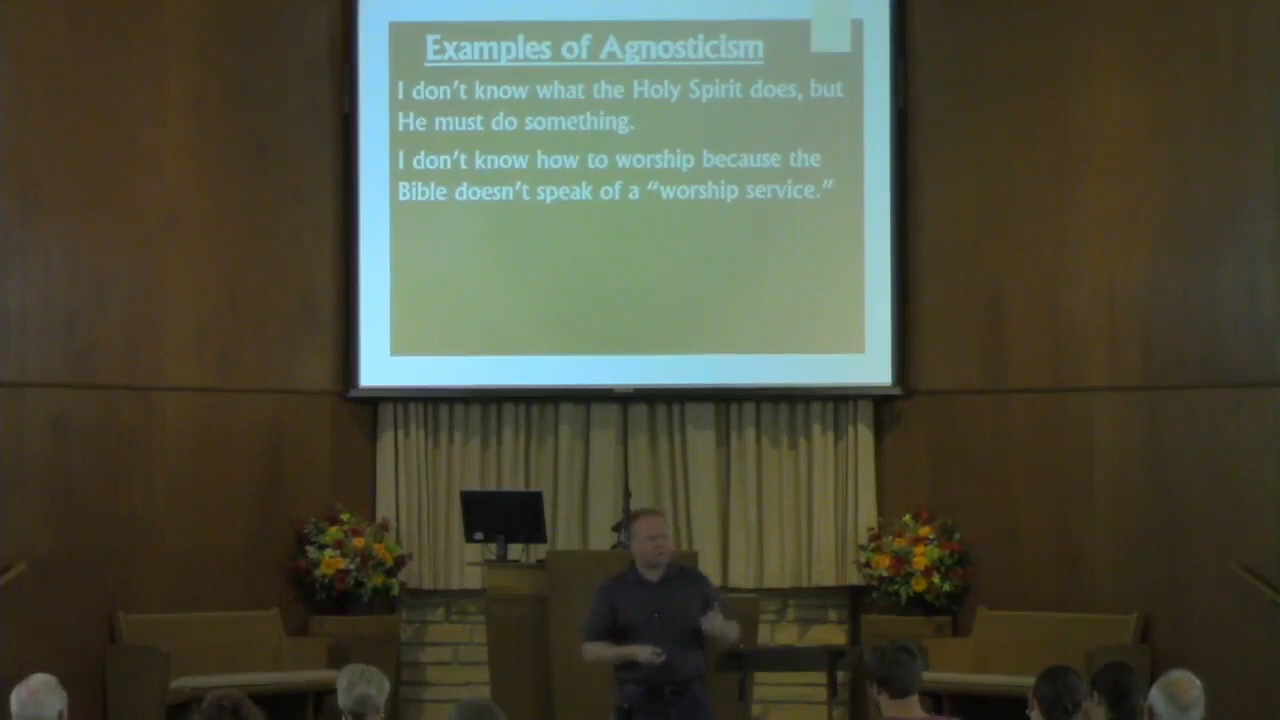 Examples of Agnosticism
I don't know what the Holy Spirit does, but
He must do something.
I don't know how to worship because the
Bible doesn't speak of a “worship service.”